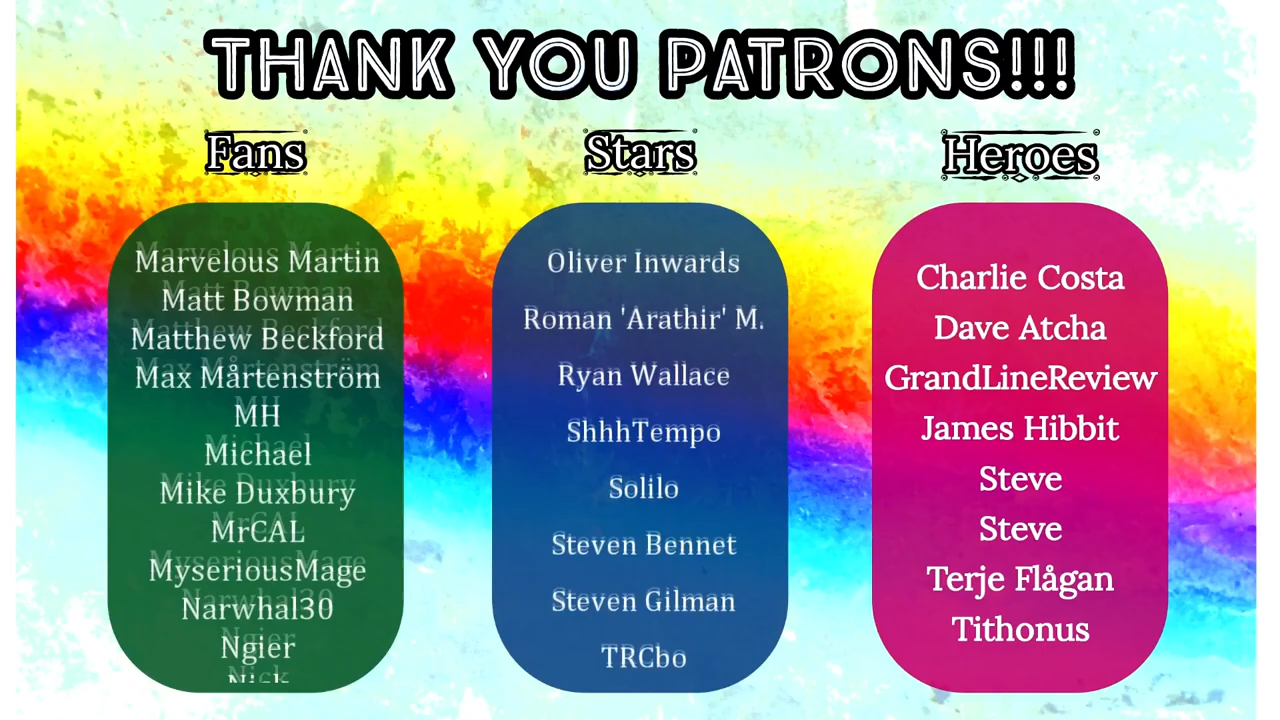 THANK YOU PATRONS!!!
Fans
Marvelous Martin
Matt Bowman
Matthew Beckford
Max Mårtenström
MH
Michael
Mike Duxbury
MrCAL
MyseriousMage
Narwhal30
Ngier
Nick
Stars
Oliver Inwards
Roman 'Arathir' M.
Ryan Wallace
ShhhTempo
Solilo
Steven Bennet
Steven Gilman
TRCbo
Heroes
Charlie Costa
Dave Atcha
GrandLineReview
James Hibbit
Steve
Steve
Terje Flågan
Tithonus